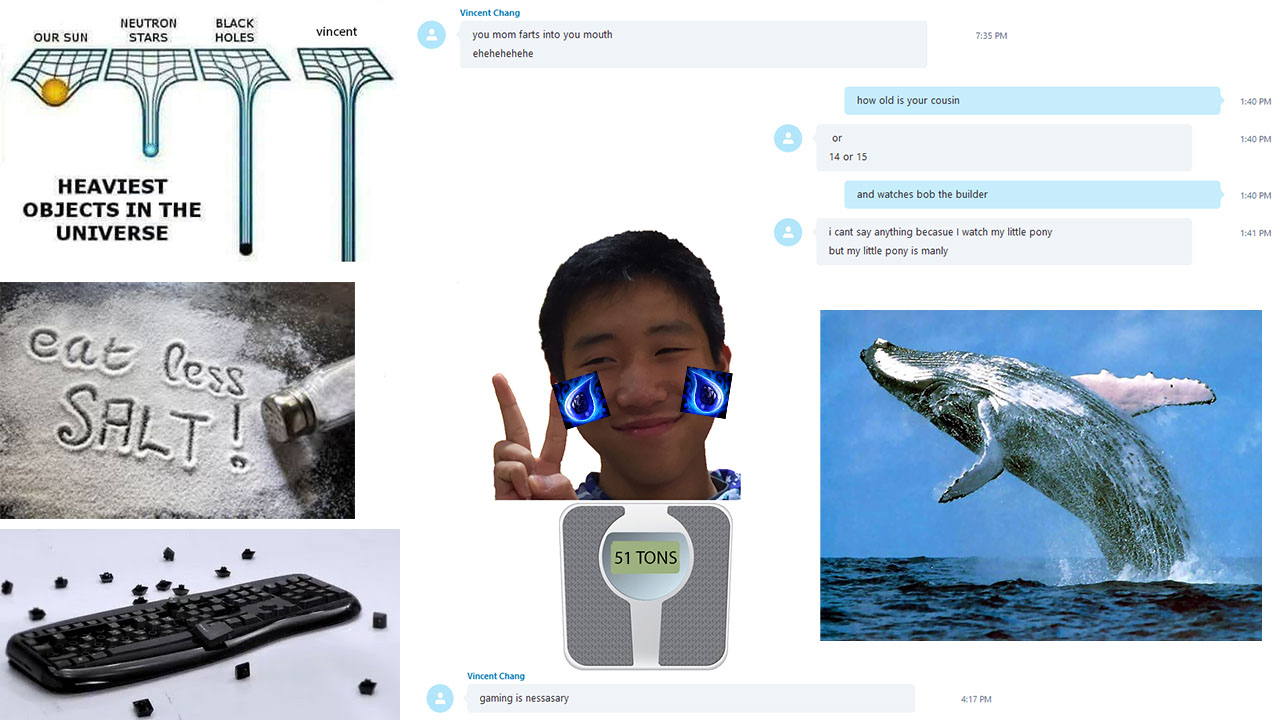 OUR SUN
NEUTRON
STARS
BLACK
HOLES
vincent
HEAVIEST
OBJECTS IN THE
UNIVERSE
Vincent Chang
you mom farts into you mouth
7:35 PM
ehehehehehe
how old is your cousin
1:40 PM
or
1:40 PM
14 or 15
and watches bob the builder
1:40 PM
i cant say anything becasue I watch my little pony
1:41 PM
but my little pony is manly
eat less
SALT!
51 TONS
Vincent Chang
gaming is nessasary
4:17 PM